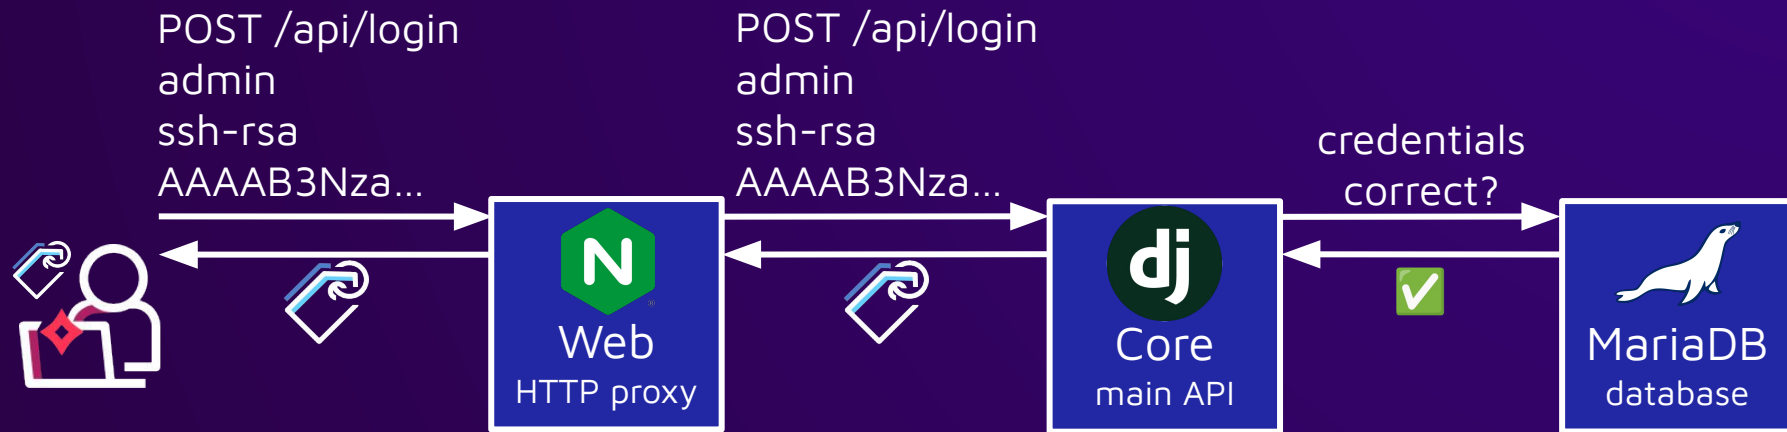 POST /api/login
admin
ssh-rsa
AAAAB3Nza...
POST /api/login
admin
ssh-rsa
AAAAB3Nza...
credentials
correct?
N
Web
HTTP proxy
dj
Core
main API
MariaDB
database